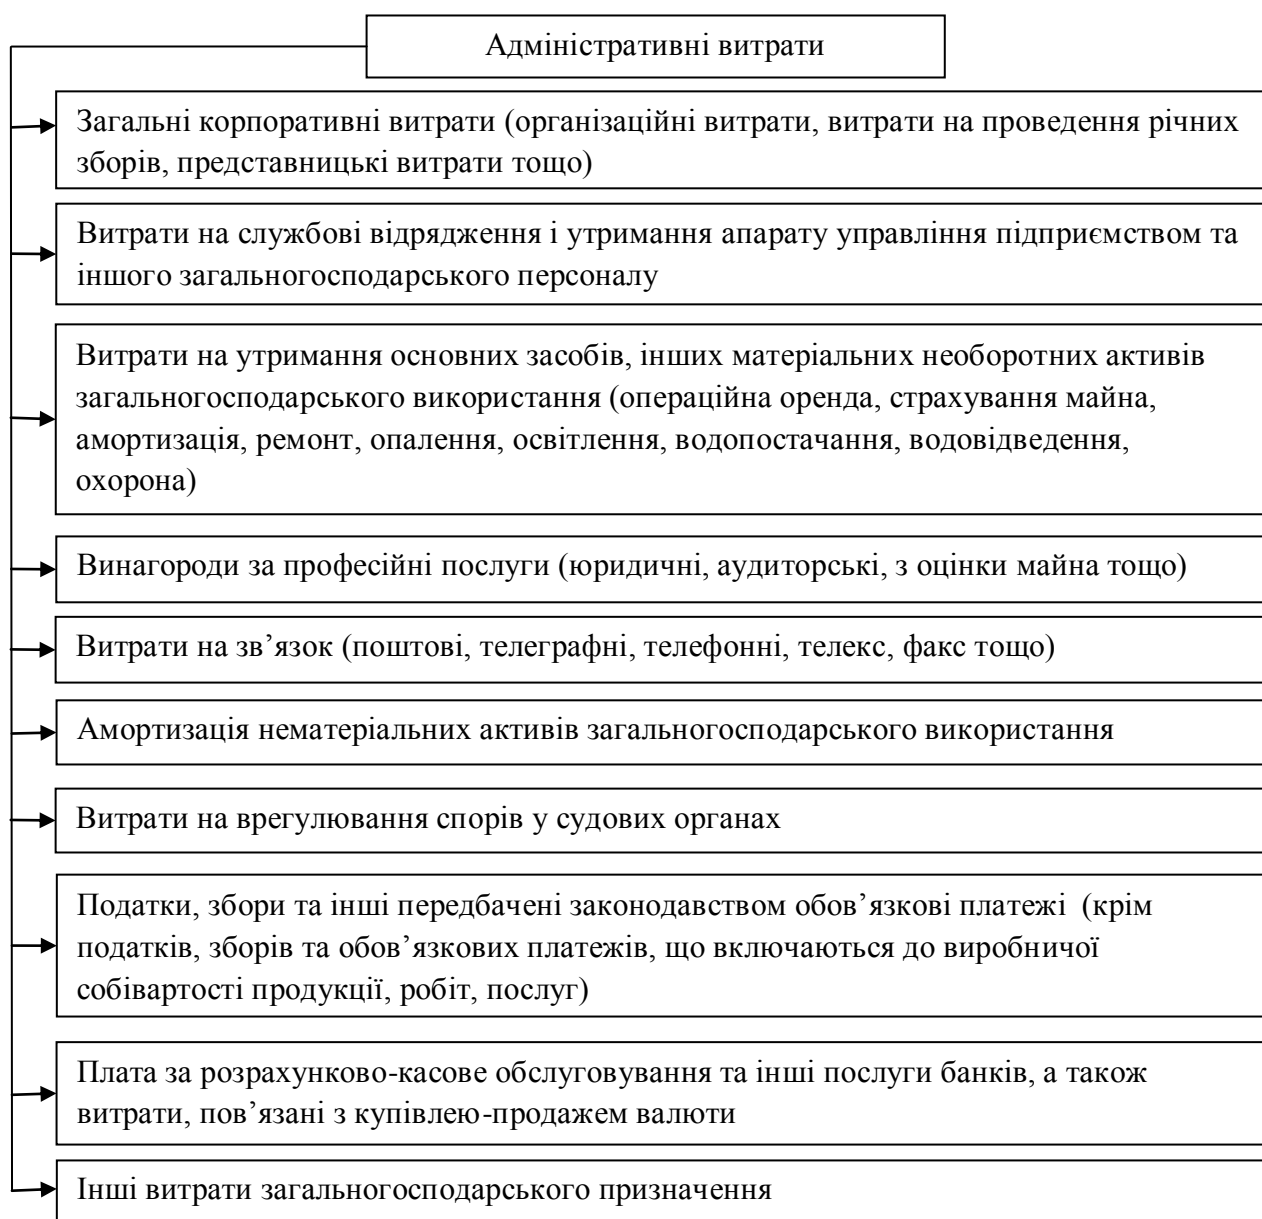 Адміністративні витрати
Загальні корпоративні витрати (організаційні витрати, витрати на проведення річних
зборів, представницькі витрати тощо)
Витрати на службові відрядження і утримання апарату управління підприємством та
іншого загальногосподарського персоналу
Витрати на утримання основних засобів, інших матеріальних необоротних активів
загальногосподарського використання (операційна оренда, страхування майна,
амортизація, ремонт, опалення, освітлення, водопостачання, водовідведення,
охорона)
Винагороди за професійні послуги (юридичні, аудиторські, з оцінки майна тощо)
Витрати на зв’язок (поштові, телеграфні, телефонні, телекс, факс тощо)
Амортизація нематеріальних активів загальногосподарського використання
Витрати на врегулювання спорів у судових органах
Податки, збори та інші передбачені законодавством обов’язкові платежі (крім
податків, зборів та обов’язкових платежів, що включаються до виробничої
собівартості продукції, робіт, послуг)
Плата за розрахунково-касове обслуговування та інші послуги банків, а також
витрати, пов’язані з купівлею-продажем валюти
Інші витрати загальногосподарського призначення